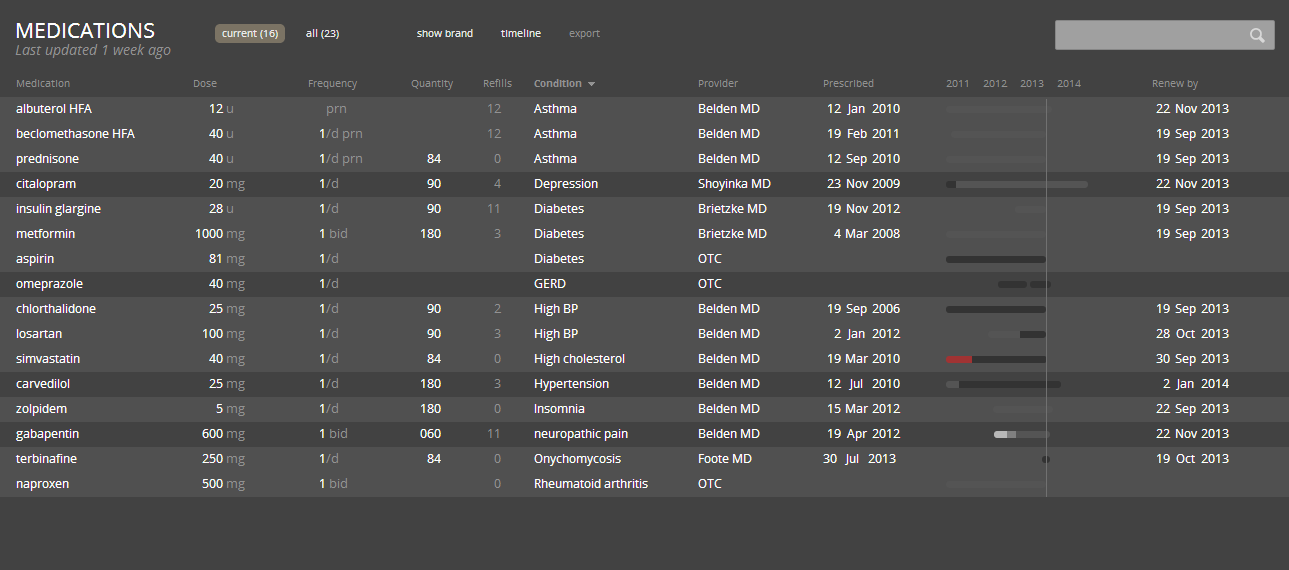 MEDICATIONS current (16) all (23) show brand timeline export
Last updated 1 week ago
Medication Dose Frequency Quantity Refills Condition Provider Prescribed 2011 2012 2013 2014 Renew by
albuterol HFA 12 u prn 12 Asthma Belden MD 12 Jan 2010 22 Nov 2013
beclomethasone HFA 40 u 1/d prn 12 Asthma Belden MD 19 Feb 2011 19 Sep 2013
prednisone 40 u 1/d prn 84 0 Asthma Belden MD 12 Sep 2010 19 Sep 2013
citalopram 20 mg 1/d 90 4 Depression Shoyinka MD 23 Nov 2009 22 Nov 2013
insulin glargine 28 u 1/d 90 11 Diabetes Brietzke MD 19 Nov 2012 19 Sep 2013
metformin 1000 mg 1 bid 180 3 Diabetes Brietzke MD 4 Mar 2008 19 Sep 2013
aspirin 81 mg 1/d Diabetes OTC
omeprazole 40 mg 1/d GERD OTC
chlorthalidone 25 mg 1/d 90 2 High BP Belden MD 19 Sep 2006 19 Sep 2013
losartan 100 mg 1/d 90 3 High BP Belden MD 2 Jan 2012 28 Oct 2013
simvastatin 40 mg 1/d 84 0 High cholesterol Belden MD 19 Mar 2010 30 Sep 2013
carvedilol 25 mg 1/d 180 3 Hypertension Belden MD 12 Jul 2010 2 Jan 2014
zolpidem 5 mg 1/d 180 0 Insomnia Belden MD 15 Mar 2012 22 Sep 2013
gabapentin 600 mg 1 bid 060 11 neuropathic pain Belden MD 19 Apr 2012 22 Nov 2013
terbinafine 250 mg 1/d 84 0 Onychomycosis Foote MD 30 Jul 2013 19 Oct 2013
naproxen 500 mg 1 bid 0 Rheumatoid arthritis OTC